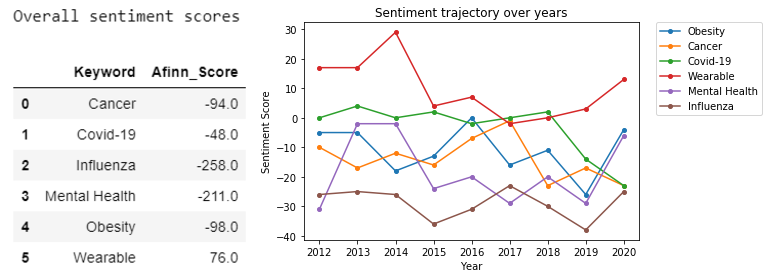 Overall sentiment scores
Keyword Afinn_Score
0 Cancer -94.0
1 Covid-19 -48.0
2 Influenza -258.0
3 Mental Health -211.0
4 Obesity -98.0
5 Wearable 76.0
Sentiment trajectory over years
30
20
10
0
−10
−20
−30
−40
Sentiment Score
2012 2013 2014 2015 2016 2017 2018 2019 2020
Year
Obesity
Cancer
Covid-19
Wearable
Mental Health
Influenza